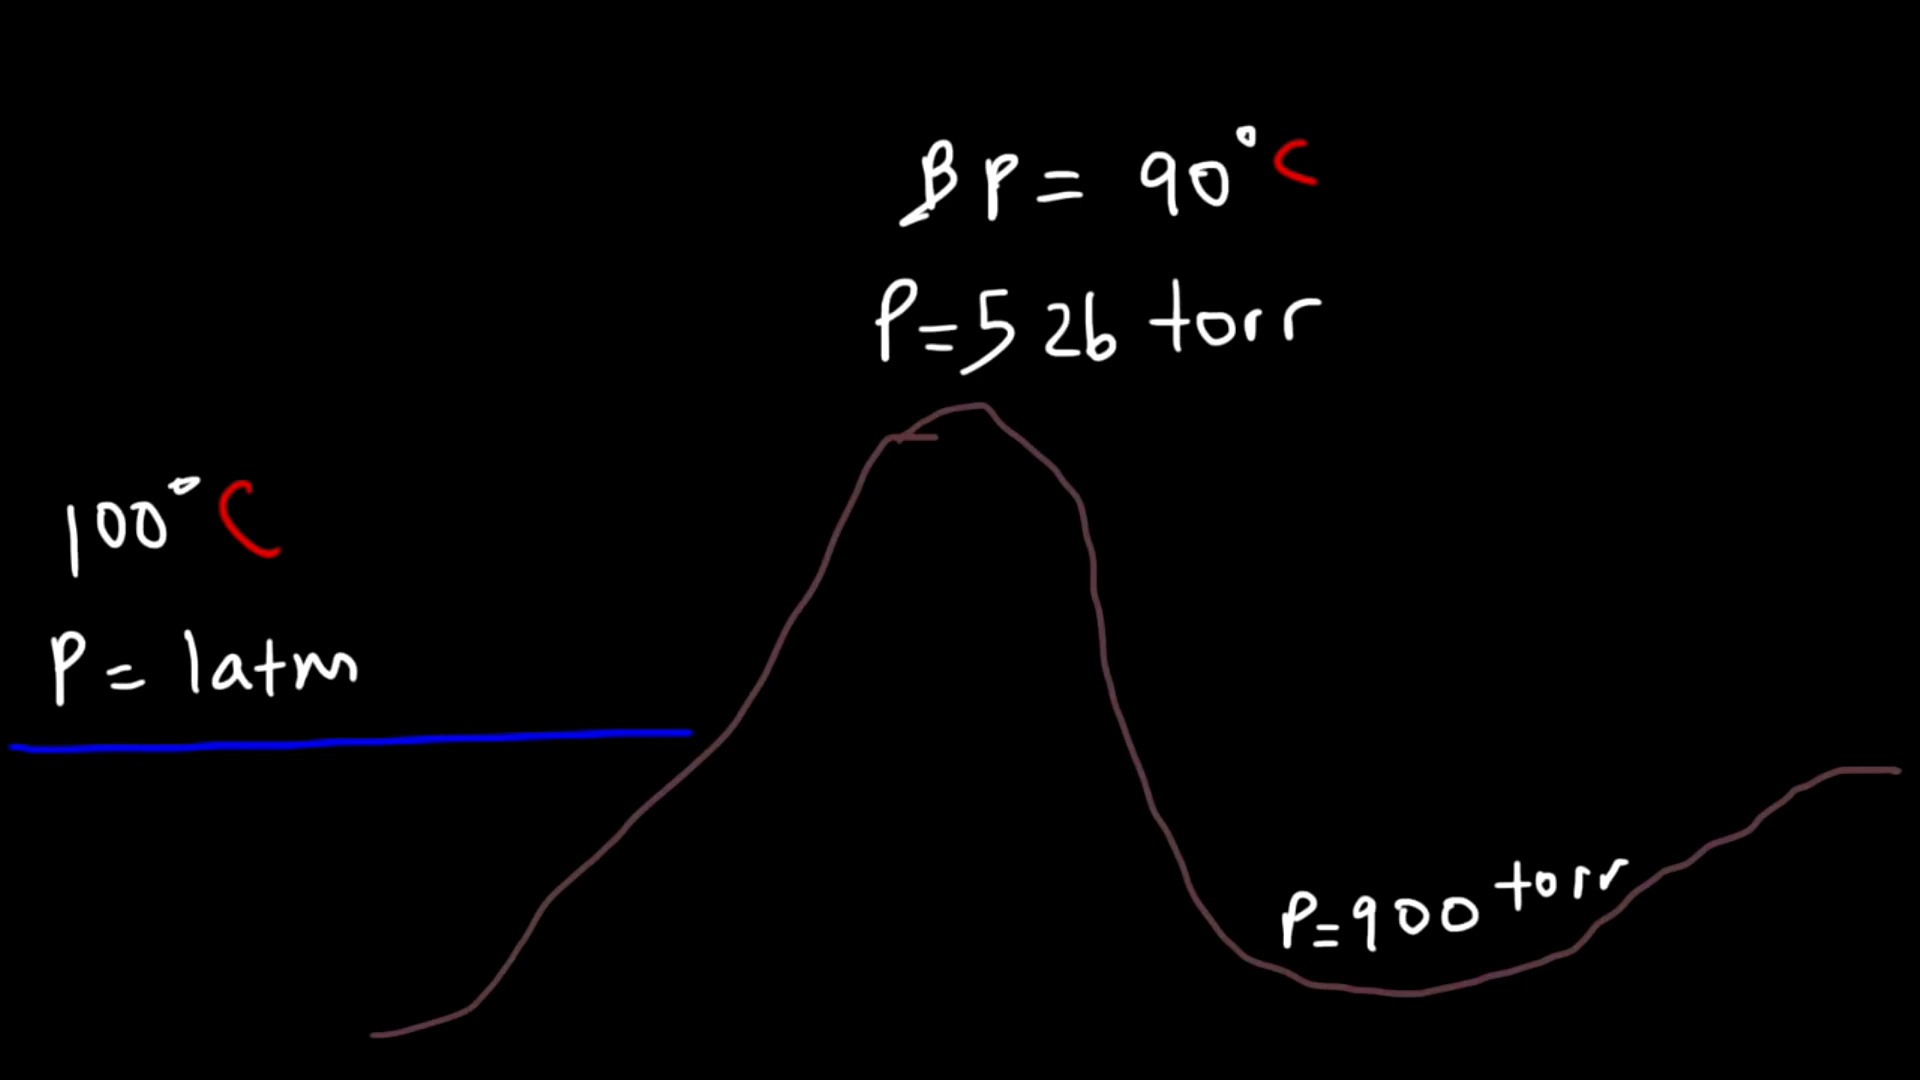 BP = 90°C
P=526 torr
100°C
P = 1atm
P=900 torr